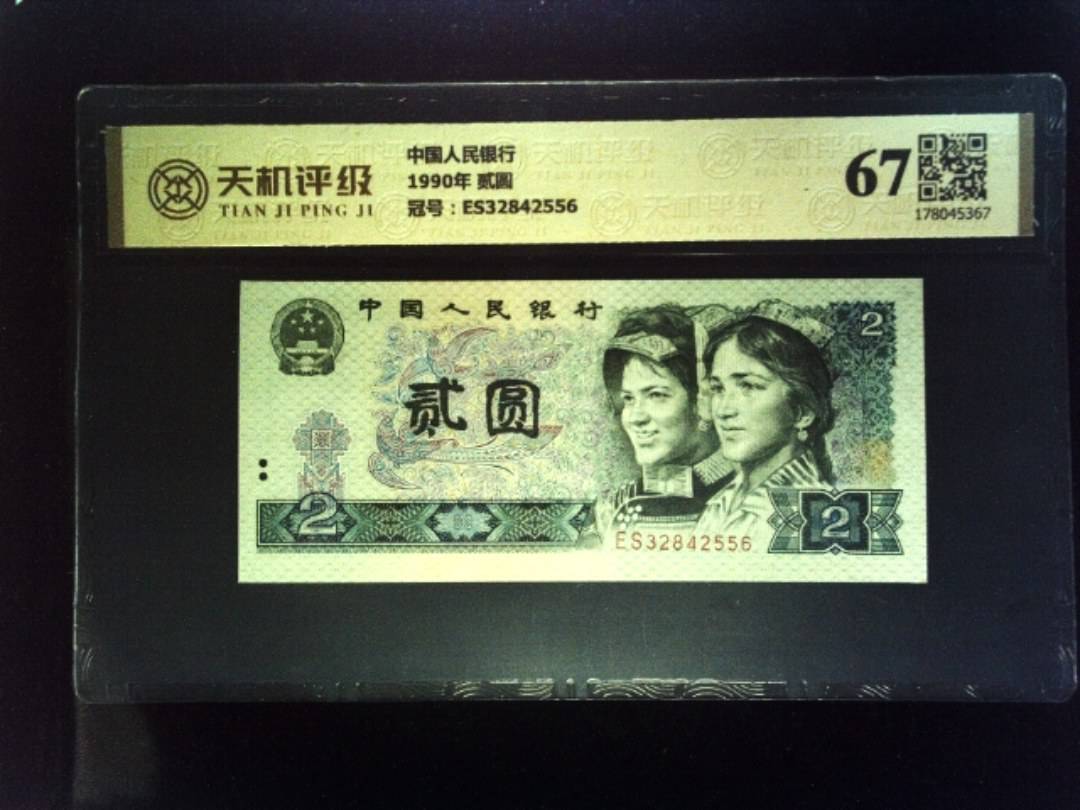 天机评级
TIAN JI PING JI
中国人民银行
1990年 贰圆
冠号：ES32842556
67
178045367
中国人民银行
贰圆
2
2
2
ES32842556